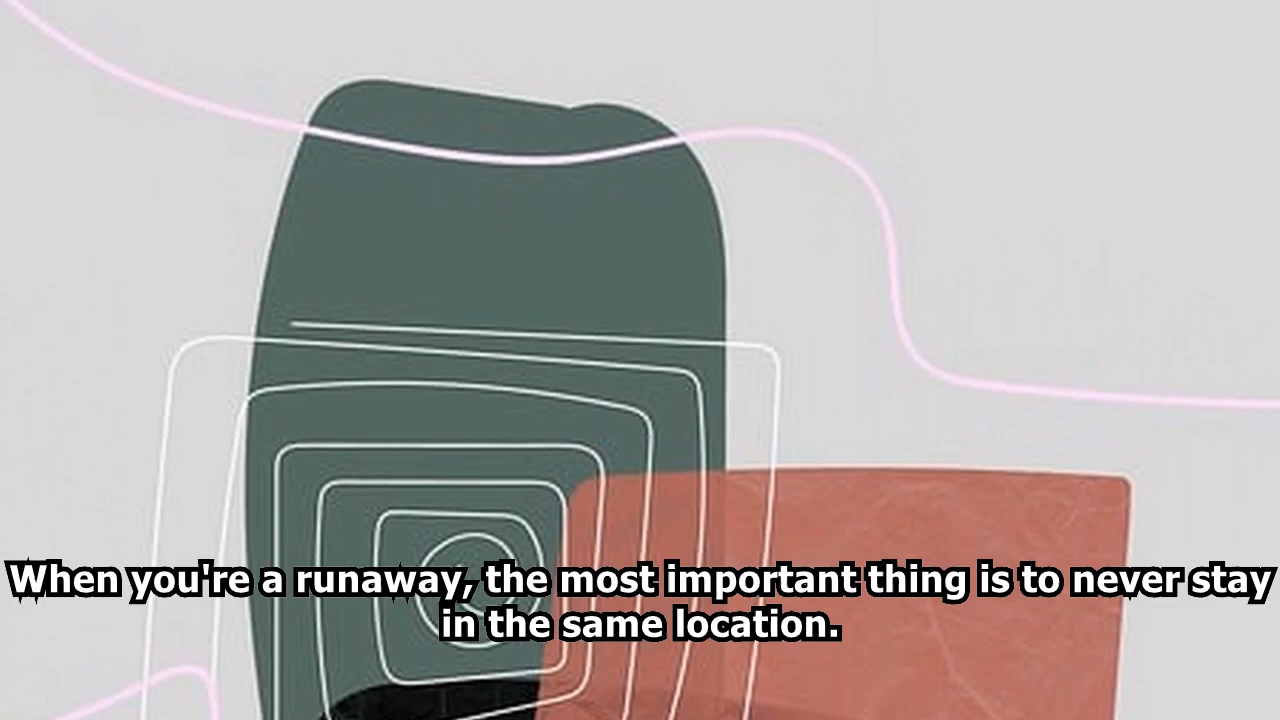 When you're a runaway, the most important thing is to never stay
in the same location.